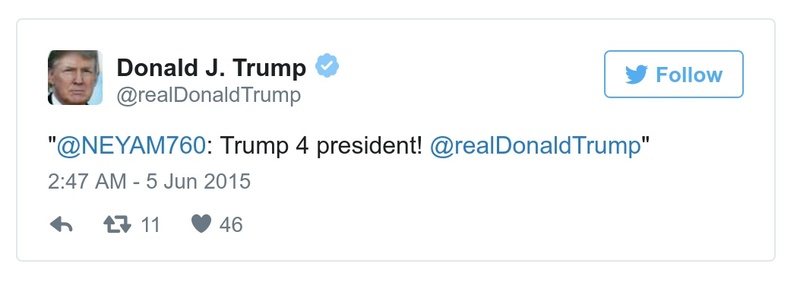 Donald J. Trump
@realDonaldTrump
Follow
"@NEYAM760: Trump 4 president! @realDonaldTrump"
2:47 AM - 5 Jun 2015
11 46